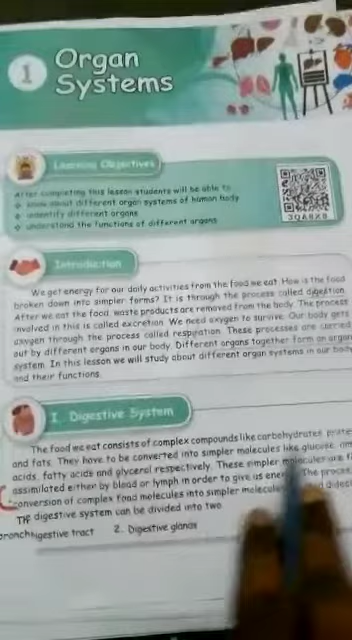 1
Organ
Systems
Learning Objectives
After completing this lesson students will be able to
know about different organ systems of human body
identify different organs
understand the functions of different organs
3QA8X8
Introduction
We get energy for our daily activities from the food we eat. How is the food
broken down into simpler forms? It is through the process called digestion.
After we eat the food, waste products are removed from the body. The process
involved in this is called excretion. We need oxygen to survive. Our body gets
oxygen through the process called respiration. These processes are carried
out by different organs in our body. Different organs together form an organ
system. In this lesson we will study about different organ systems in our body
and their functions.
I. Digestive System
The food we eat consists of complex compounds like carbohydrates
and fats. They have to be converted into simpler molecules like glucose,
acids, fatty acids and glycerol respectively. These simpler molecules are
assimilated either by blood or lymph in order to give us The
conversion of complex food molecules into simpler
The digestive system can be divided into two
2. Digestive glands